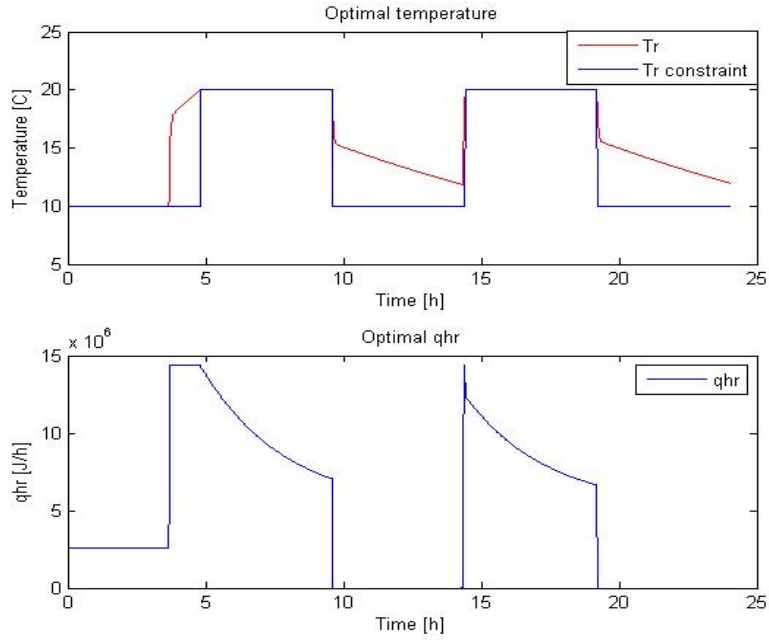 Optimal temperature
25
20
15
10
5
Temperature [C]
Tr
Tr constraint
0
5
10
15
20
25
Time [h]
Optimal qhr
x 10^6
15
10
5
0
qhr [J/h]
qhr
0
5
10
15
20
25
Time [h]